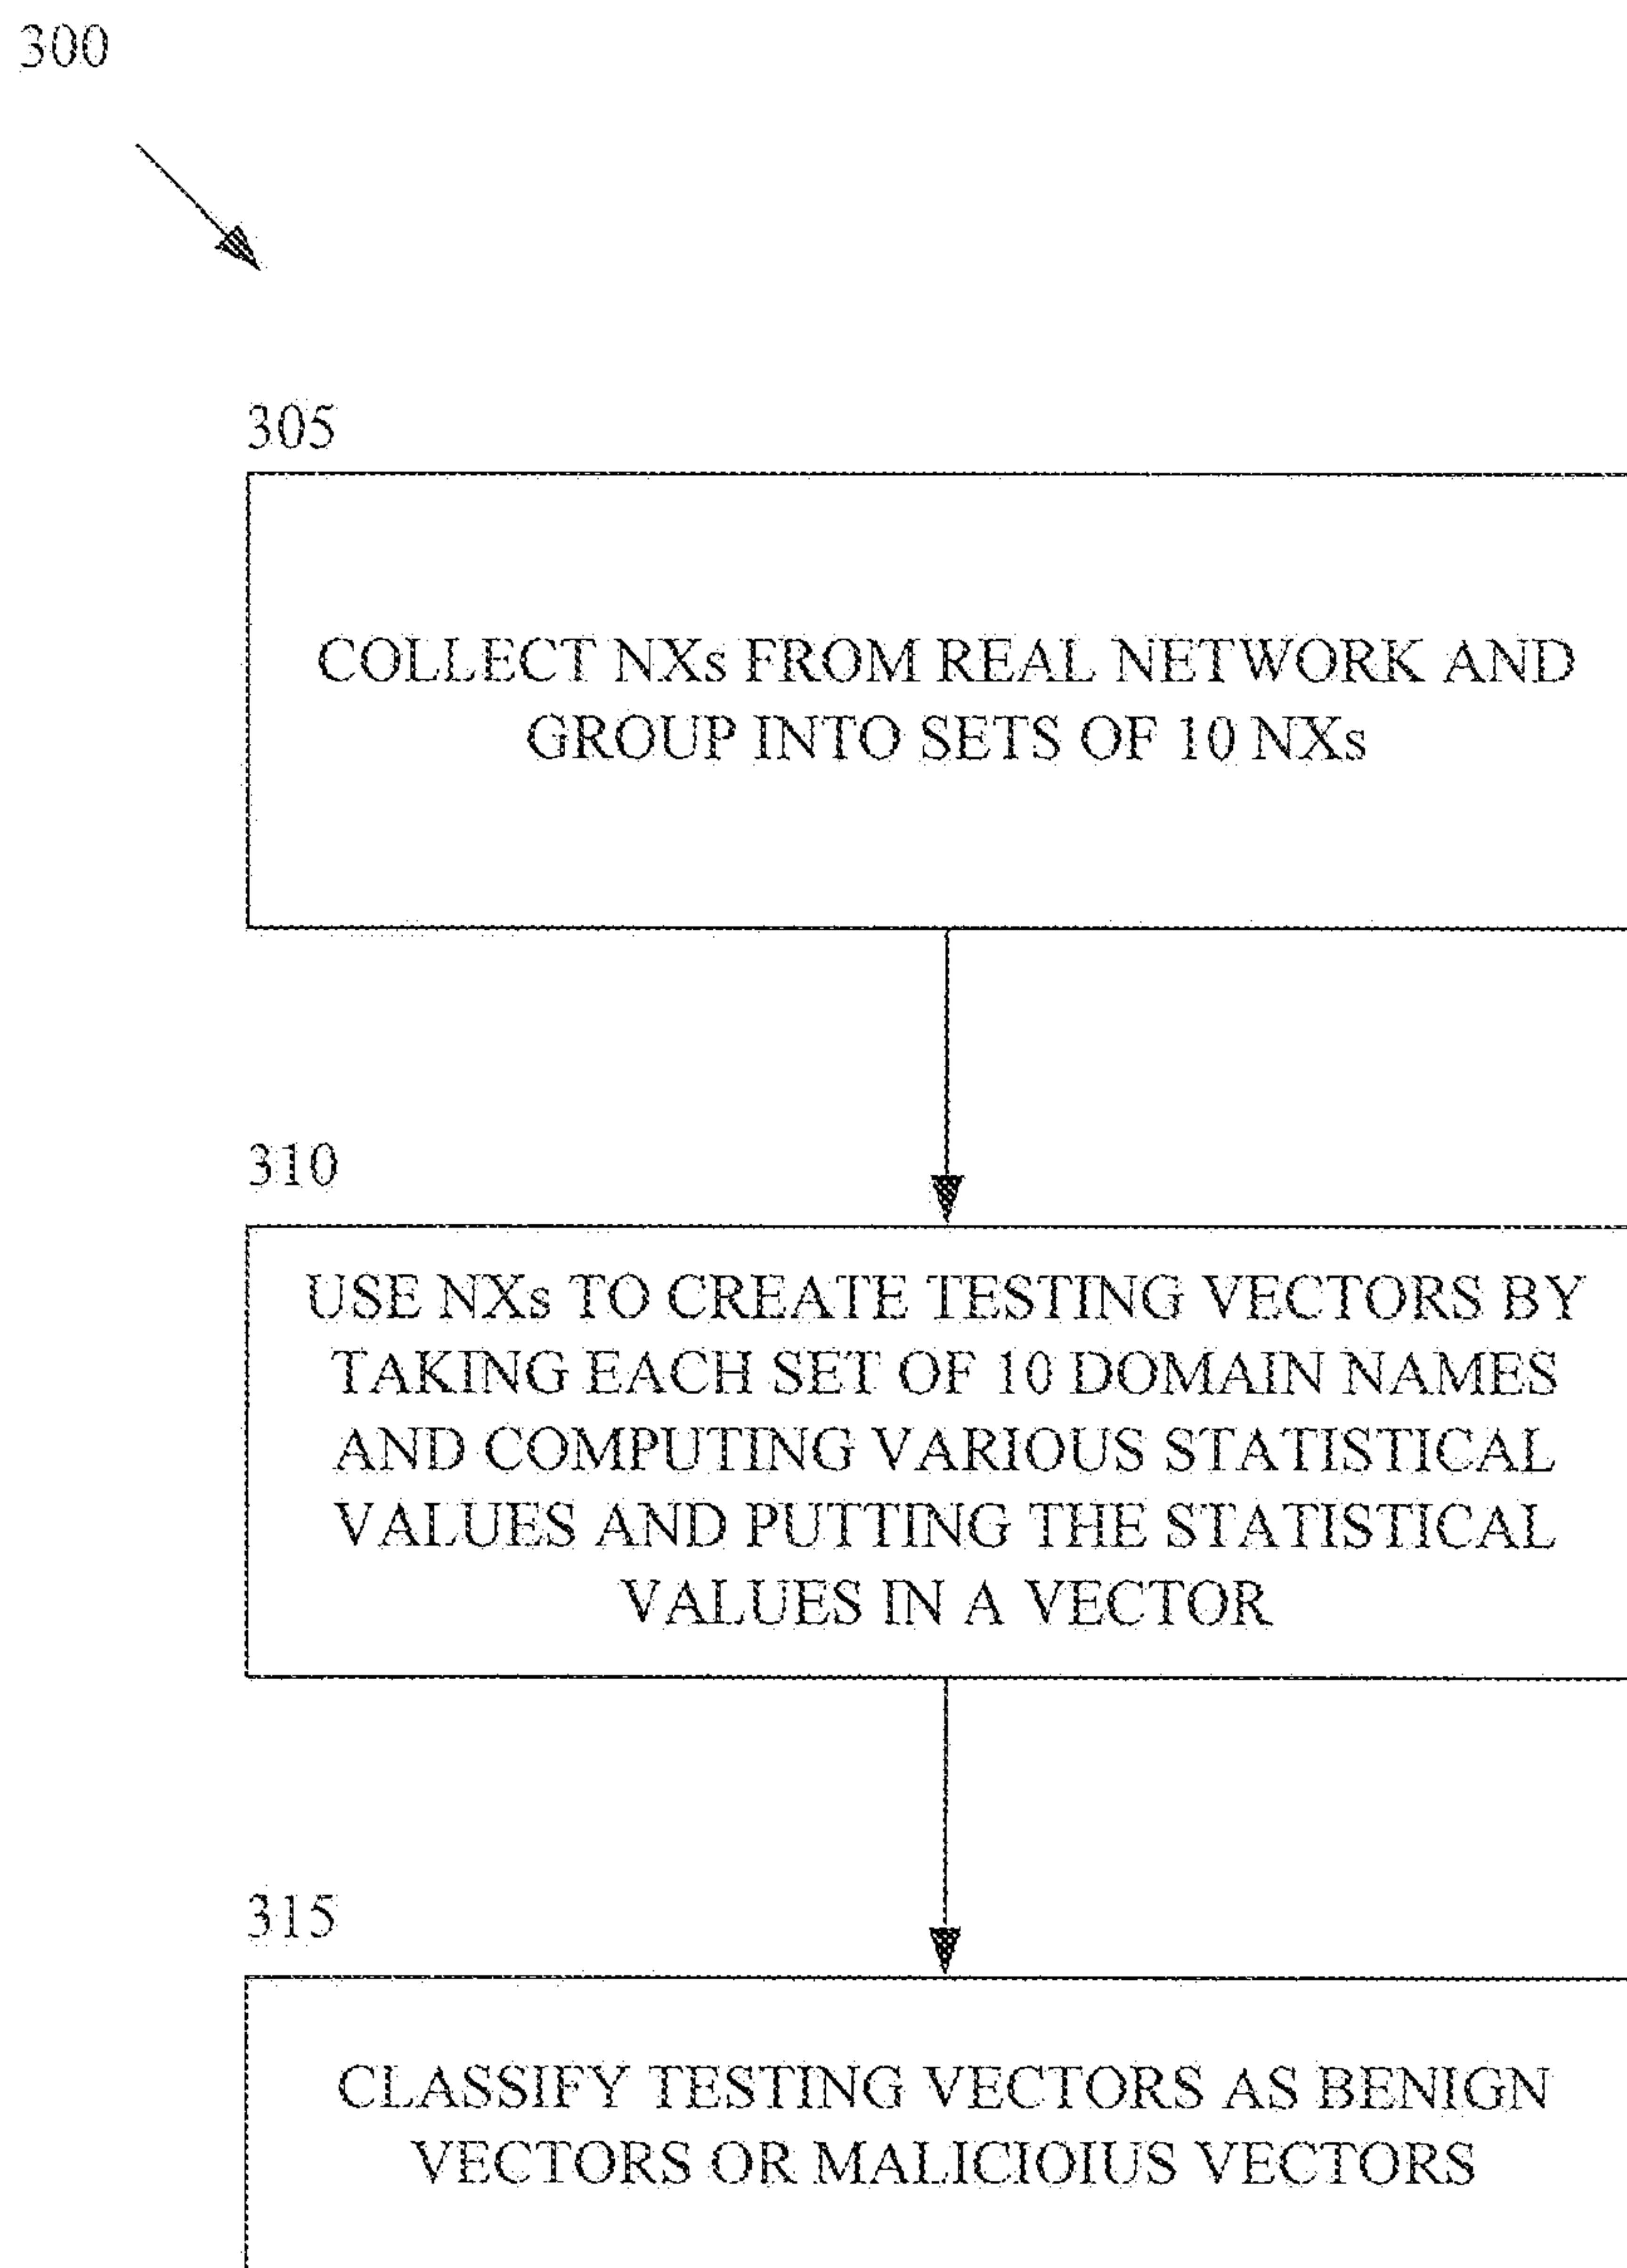 300
305
COLLECT NXs FROM REAL NETWORK AND
GROUP INTO SETS OF 10 NXs
310
USE NXs TO CREATE TESTING VECTORS BY
TAKING EACH SET OF 10 DOMAIN NAMES
AND COMPUTING VARIOUS STATISTICAL
VALUES AND PUTTING THE STATISTICAL
VALUES IN A VECTOR
315
CLASSIFY TESTING VECTORS AS BENIGN
VECTORS OR MALICIOIUS VECTORS